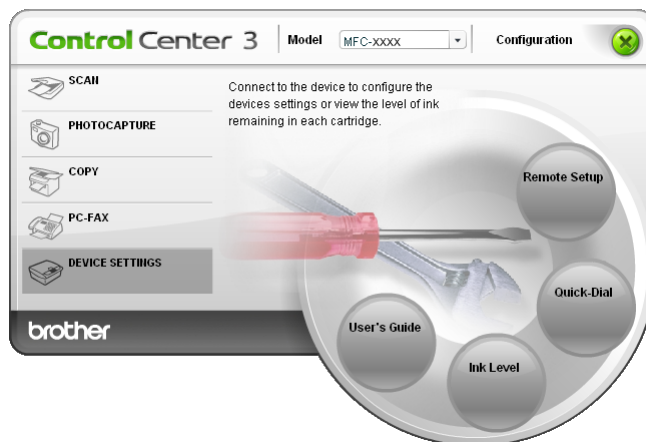 Control Center 3
Model
MFC-XXXX
Configuration
SCAN
PHOTOCAPTURE
COPY
PC-FAX
DEVICE SETTINGS
Connect to the device to configure the
devices settings or view the level of ink
remaining in each cartridge.
Remote Setup
Quick-Dial
Ink Level
User's Guide
brother